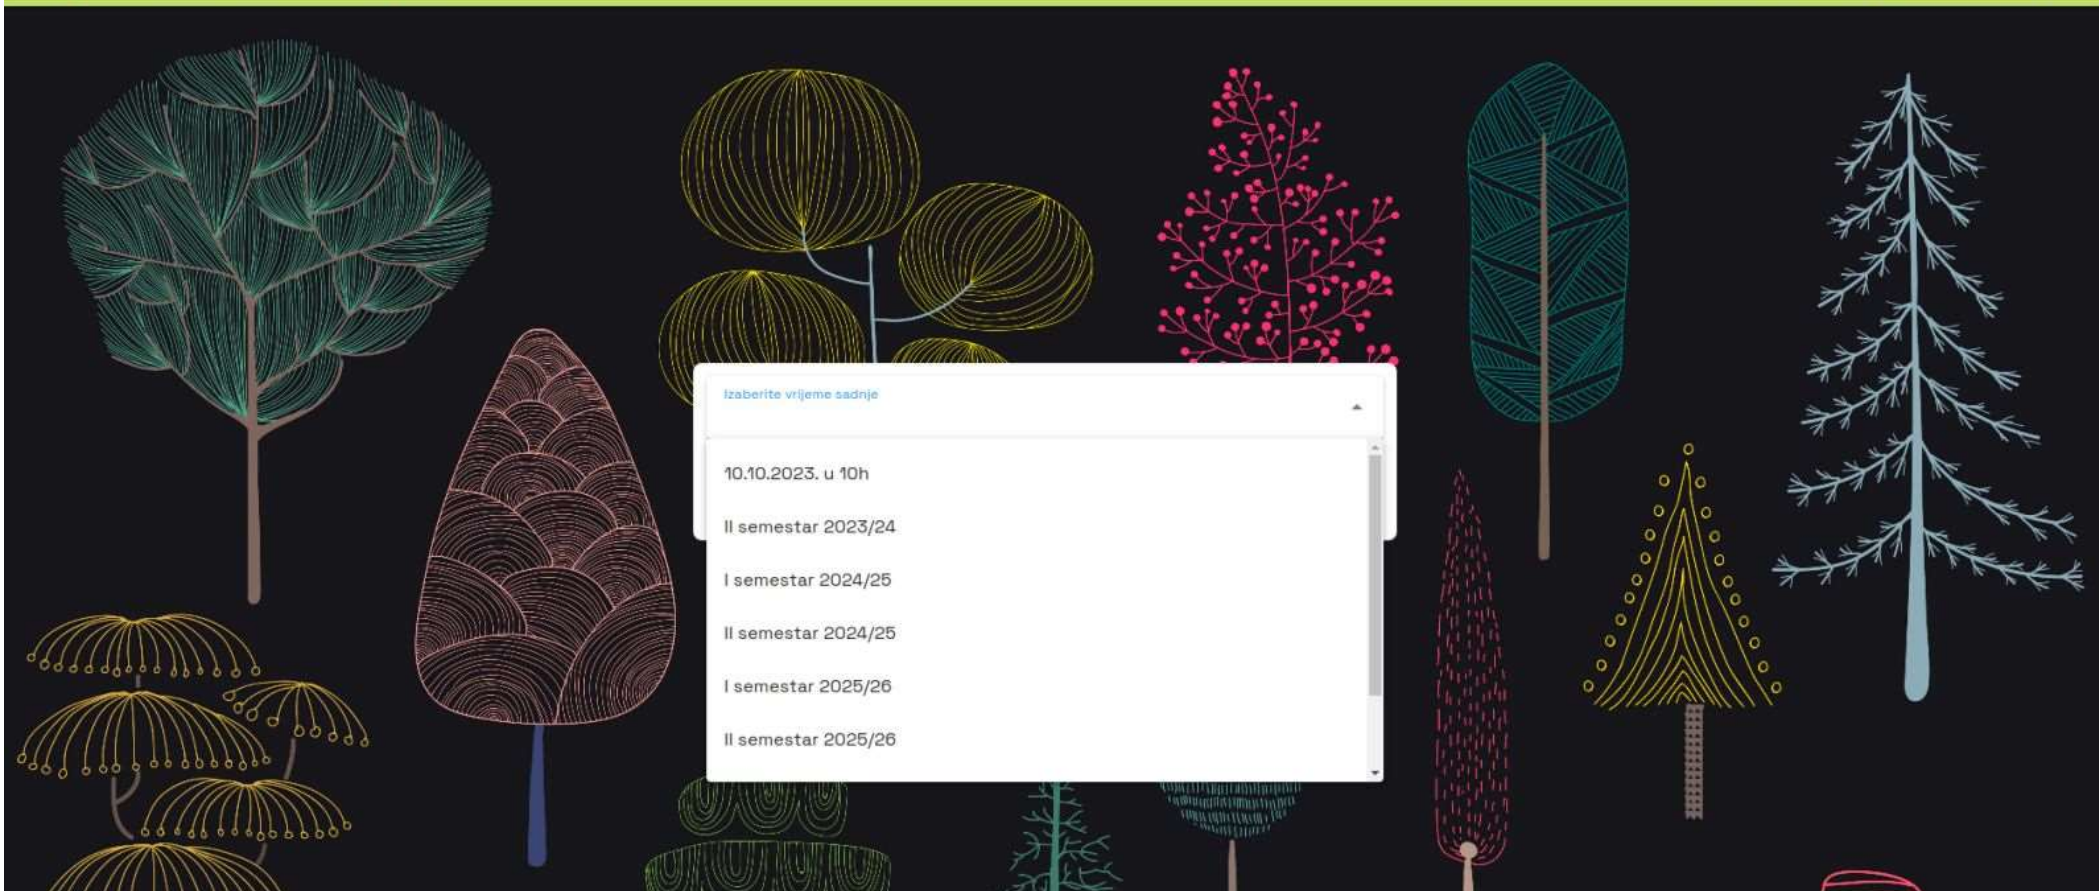 Izaberite vrijeme sadnje
10.10.2023. u 10h
II semestar 2023/24
I semestar 2024/25
II semestar 2024/25
I semestar 2025/26
II semestar 2025/26